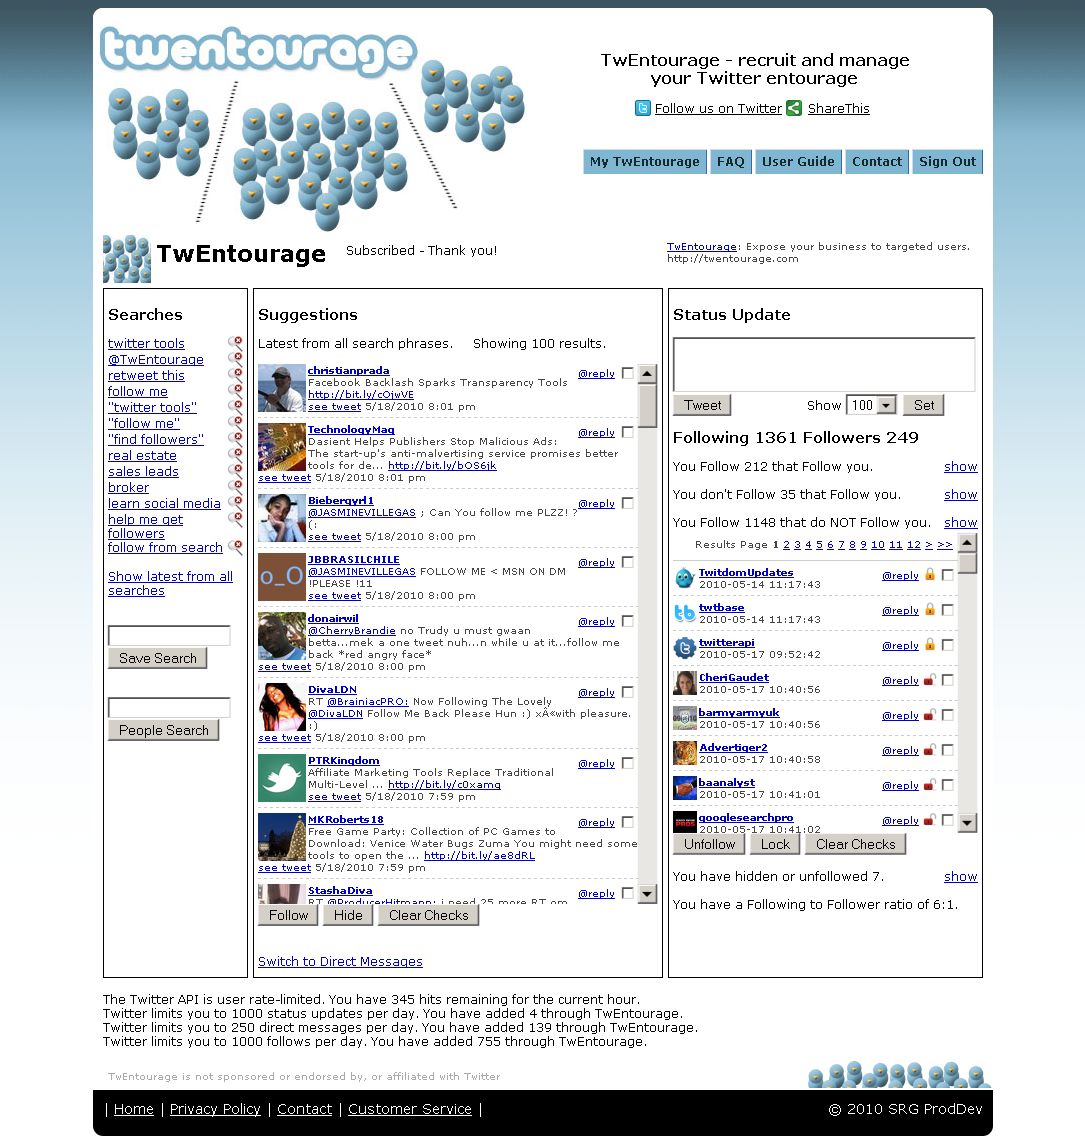 twentourage
TwEntourage - recruit and manage
your Twitter entourage
Follow us on Twitter ShareThis
My TwEntourage FAQ User Guide Contact Sign Out
TwEntourage Subscribed - Thank you!
TwEntourage: Expose your business to targeted users.
http://twentourage.com
Searches
twitter tools
@TwEntourage
retweet this
follow me
"twitter tools"
"follow me"
"find followers"
real estate
sales leads
broker
learn social media
help me get
followers
follow from search
Show latest from all
searches
Save Search
People Search
Suggestions
Latest from all search phrases. Showing 100 results.
christianprada @reply
Facebook Backlash Sparks Transparency Tools
http://bit.ly/cOjwVE
see tweet 5/18/2010 8:01 pm
TechnologyMag @reply
Dasient Helps Publishers Stop Malicious Ads:
The start-up's anti-malvertising service promises better
tools for de... http://bit.ly/bOS6jk
see tweet 5/18/2010 8:01 pm
Biebergyrl1 @reply
@JASMINEVILLEGAS ; Can You follow me PLZZ! ?
(:
see tweet 5/18/2010 8:00 pm
JBBRASILCHILE @reply
@JASMINEVILLEGAS FOLLOW ME < MSN ON DM
!PLEASE !11
see tweet 5/18/2010 8:00 pm
donairwil @reply
@CherryBrandie no Trudy u must gwaan
betta...mek a one tweet nuh...n while u at it...follow me
back *red angry face*
see tweet 5/18/2010 8:00 pm
DivaLDN @reply
RT @BrainiacPRO: Now Following The Lovely
@DivaLDN Follow Me Back Please Hun :) xÂ«with pleasure.
:)
see tweet 5/18/2010 8:00 pm
PTRKingdom @reply
Affiliate Marketing Tools Replace Traditional
Multi-Level ... http://bit.ly/c0xamq
see tweet 5/18/2010 7:59 pm
MKRoberts18 @reply
Free Game Party: Collection of PC Games to
Download: Venice Water Bugs Zuma You might need some
tools to open the ... http://bit.ly/ae8dRL
see tweet 5/18/2010 7:59 pm
StashaDiva @reply
RT @ProducerHitmann: i need 25 more RT om
Follow Hide Clear Checks
Switch to Direct Messages
Status Update
Tweet Show 100 Set
Following 1361 Followers 249
You Follow 212 that Follow you. show
You don't Follow 35 that Follow you. show
You Follow 1148 that do NOT Follow you. show
Results Page 1 2 3 4 5 6 7 8 9 10 11 12 > >>
TwitdomUpdates @reply
2010-05-14 11:17:43
twtbase @reply
2010-05-14 11:17:43
twitterapi @reply
2010-05-17 09:52:42
CheriGaudet @reply
2010-05-17 10:40:56
barmyarmyuk @reply
2010-05-17 10:40:56
Advertiger2 @reply
2010-05-17 10:40:58
baanalyst @reply
2010-05-17 10:41:01
googlesearchpro @reply
2010-05-17 10:41:02
Unfollow Lock Clear Checks
You have hidden or unfollowed 7. show
You have a Following to Follower ratio of 6:1.
The Twitter API is user rate-limited. You have 345 hits remaining for the current hour.
Twitter limits you to 1000 status updates per day. You have added 4 through TwEntourage.
Twitter limits you to 250 direct messages per day. You have added 139 through TwEntourage.
Twitter limits you to 1000 follows per day. You have added 755 through TwEntourage.
TwEntourage is not sponsored or endorsed by, or affiliated with Twitter
| Home | Privacy Policy | Contact | Customer Service |
© 2010 SRG ProdDev